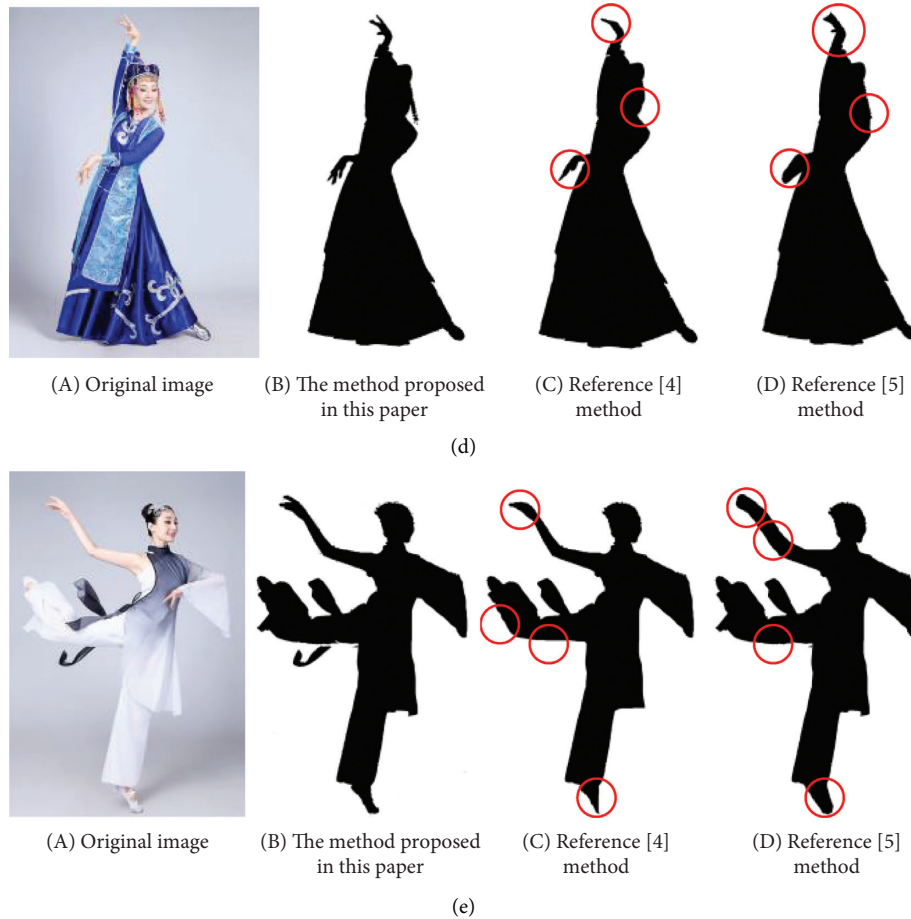 (A) Original image
(B) The method proposed
in this paper
(C) Reference [4]
method
(D) Reference [5]
method
(d)
(A) Original image
(B) The method proposed
in this paper
(C) Reference [4]
method
(D) Reference [5]
method
(e)